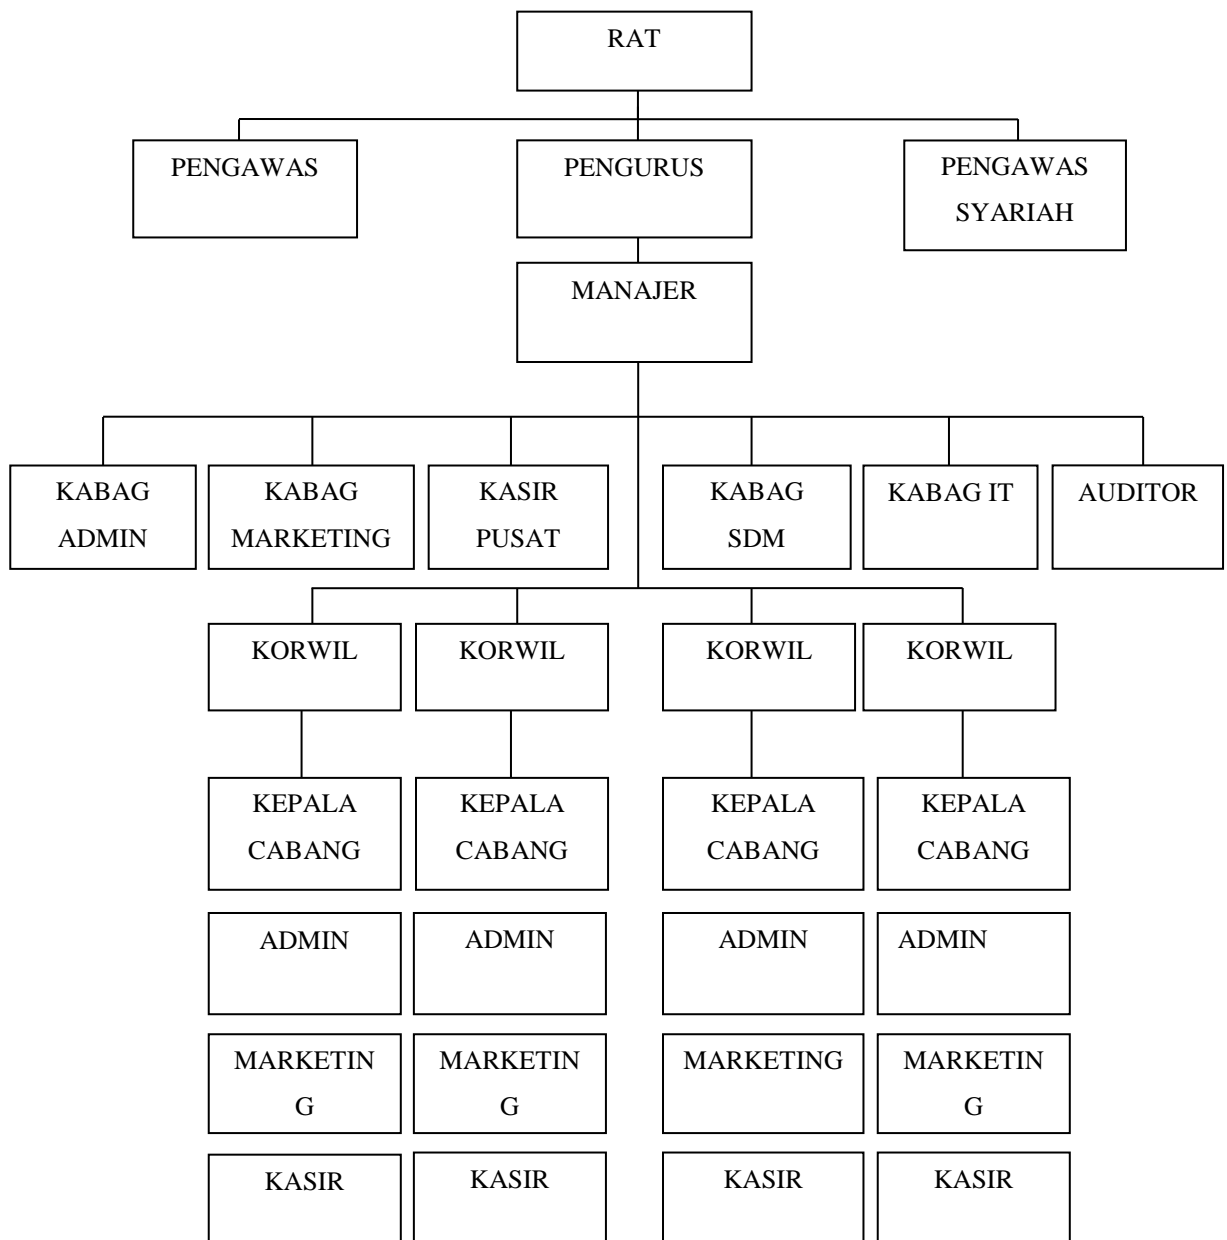 RAT
PENGAWAS
PENGURUS
PENGAWAS
SYARIAH
MANAJER
KABAG
ADMIN
KABAG
MARKETING
KASIR
PUSAT
KABAG
SDM
KABAG IT
AUDITOR
KORWIL
KORWIL
KORWIL
KORWIL
KEPALA
CABANG
KEPALA
CABANG
KEPALA
CABANG
KEPALA
CABANG
ADMIN
ADMIN
ADMIN
ADMIN
MARKETIN
G
MARKETIN
G
MARKETING
MARKETIN
G
KASIR
KASIR
KASIR
KASIR